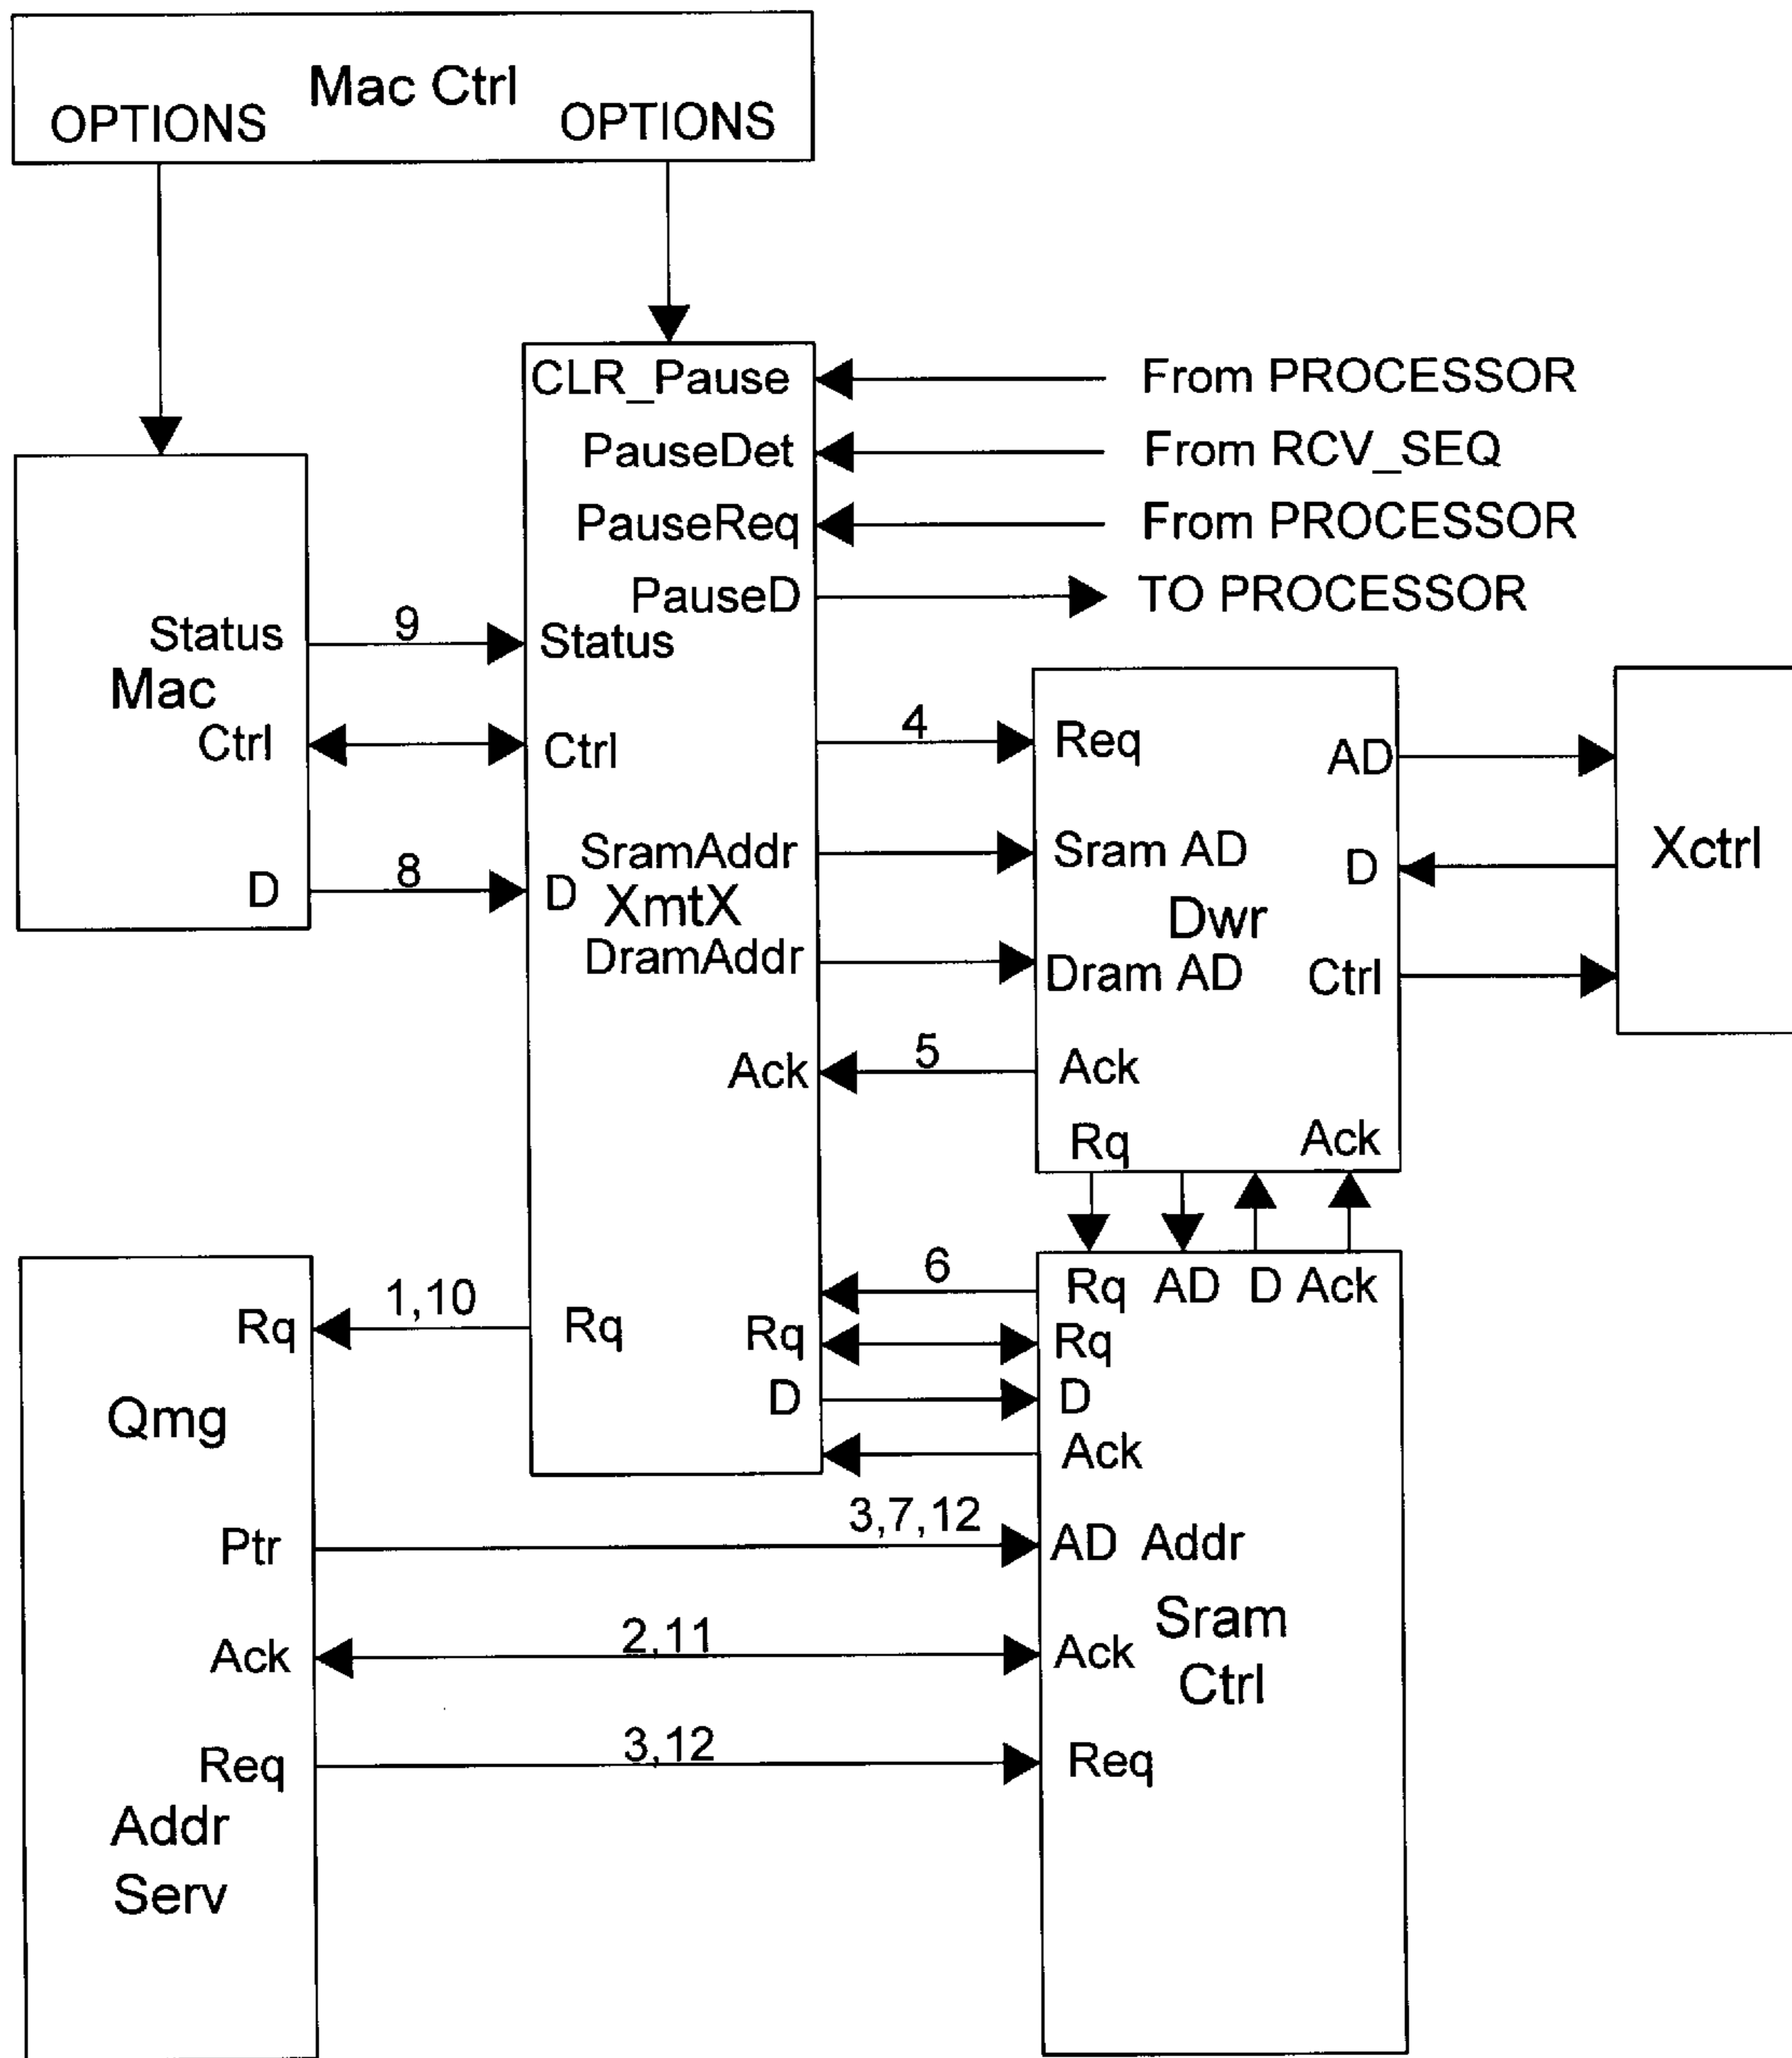 Mac Ctrl
OPTIONS OPTIONS
CLR_Pause From PROCESSOR
PauseDet From RCV_SEQ
PauseReq From PROCESSOR
PauseD TO PROCESSOR
Status 9 Status
Mac
Ctrl Ctrl
4 Req AD
SramAddr Sram AD
D 8 D XmtX Dwr D Xctrl
DramAddr Dram AD Ctrl
Ack 5 Ack
Rq Ack
6 Rq AD D Ack
Rq 1,10 Rq Rq Rq
Qmg D D
Ack
3,7,12
Ptr AD Addr
Sram
Ack 2,11 Ack
Ctrl
Req 3,12 Req
Addr
Serv